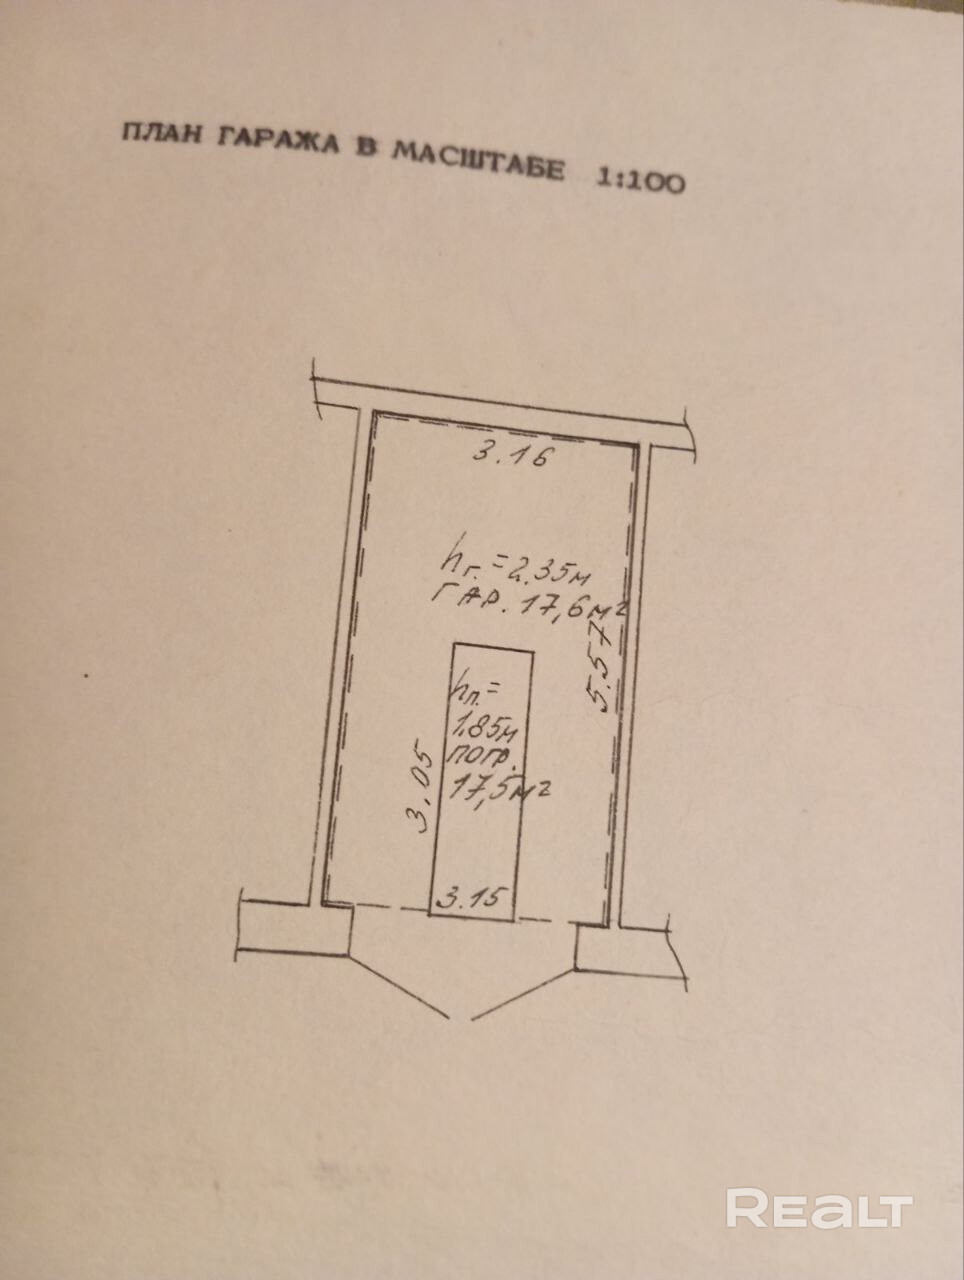 ПЛАН ГАРАЖА В МАСШТАБЕ 1:100
3.16
hг.=2.35м
ГАР. 17,6м²
5.57
hп.=
1.85м
погр.
17,5м²
3,05
3.15
REALT